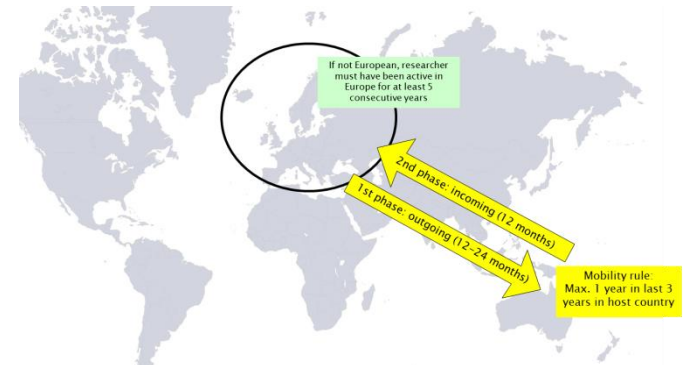 If not European, researcher
must have been active in
Europe for at least 5
consecutive years
2nd phase: incoming (12 months)
1st phase: outgoing (12-24 months)
Mobility rule:
Max. 1 year in last 3
years in host country